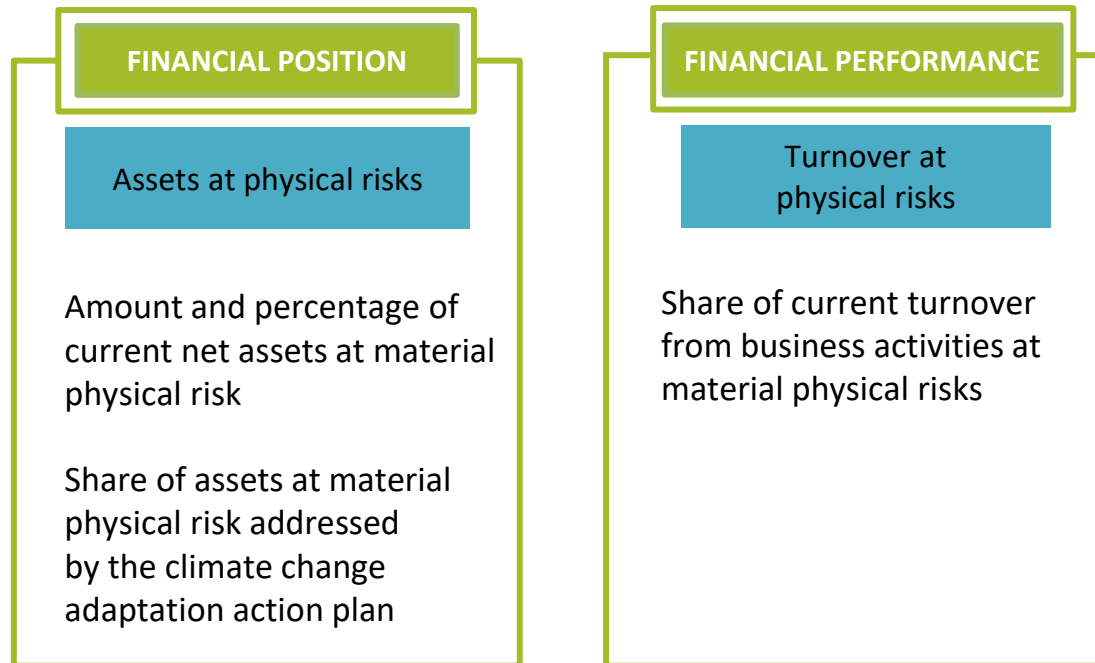 FINANCIAL POSITION
Assets at physical risks
Amount and percentage of
current net assets at material
physical risk
Share of assets at material
physical risk addressed
by the climate change
adaptation action plan
FINANCIAL PERFORMANCE
Turnover at
physical risks
Share of current turnover
from business activities at
material physical risks